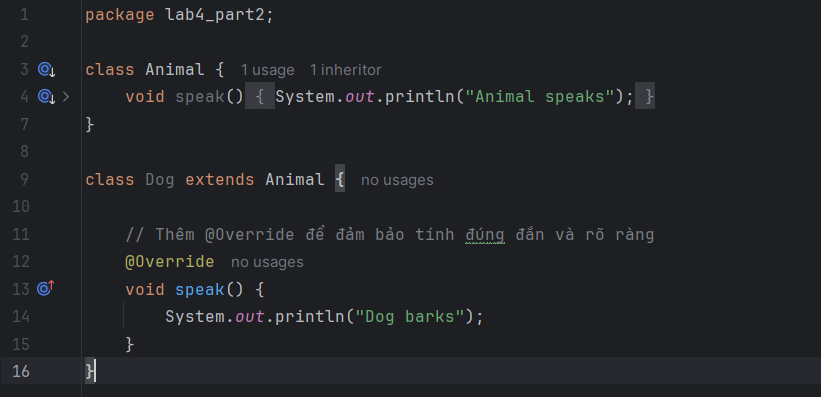 1 package lab4_part2;
2
3 class Animal { 1 usage 1 inheritor
4 void speak() { System.out.println("Animal speaks"); }
7 }
8
9 class Dog extends Animal { no usages
10
11 // Thêm @Override để đảm bảo tính đúng đắn và rõ ràng
12 @Override no usages
13 void speak() {
14 System.out.println("Dog barks");
15 }
16 }